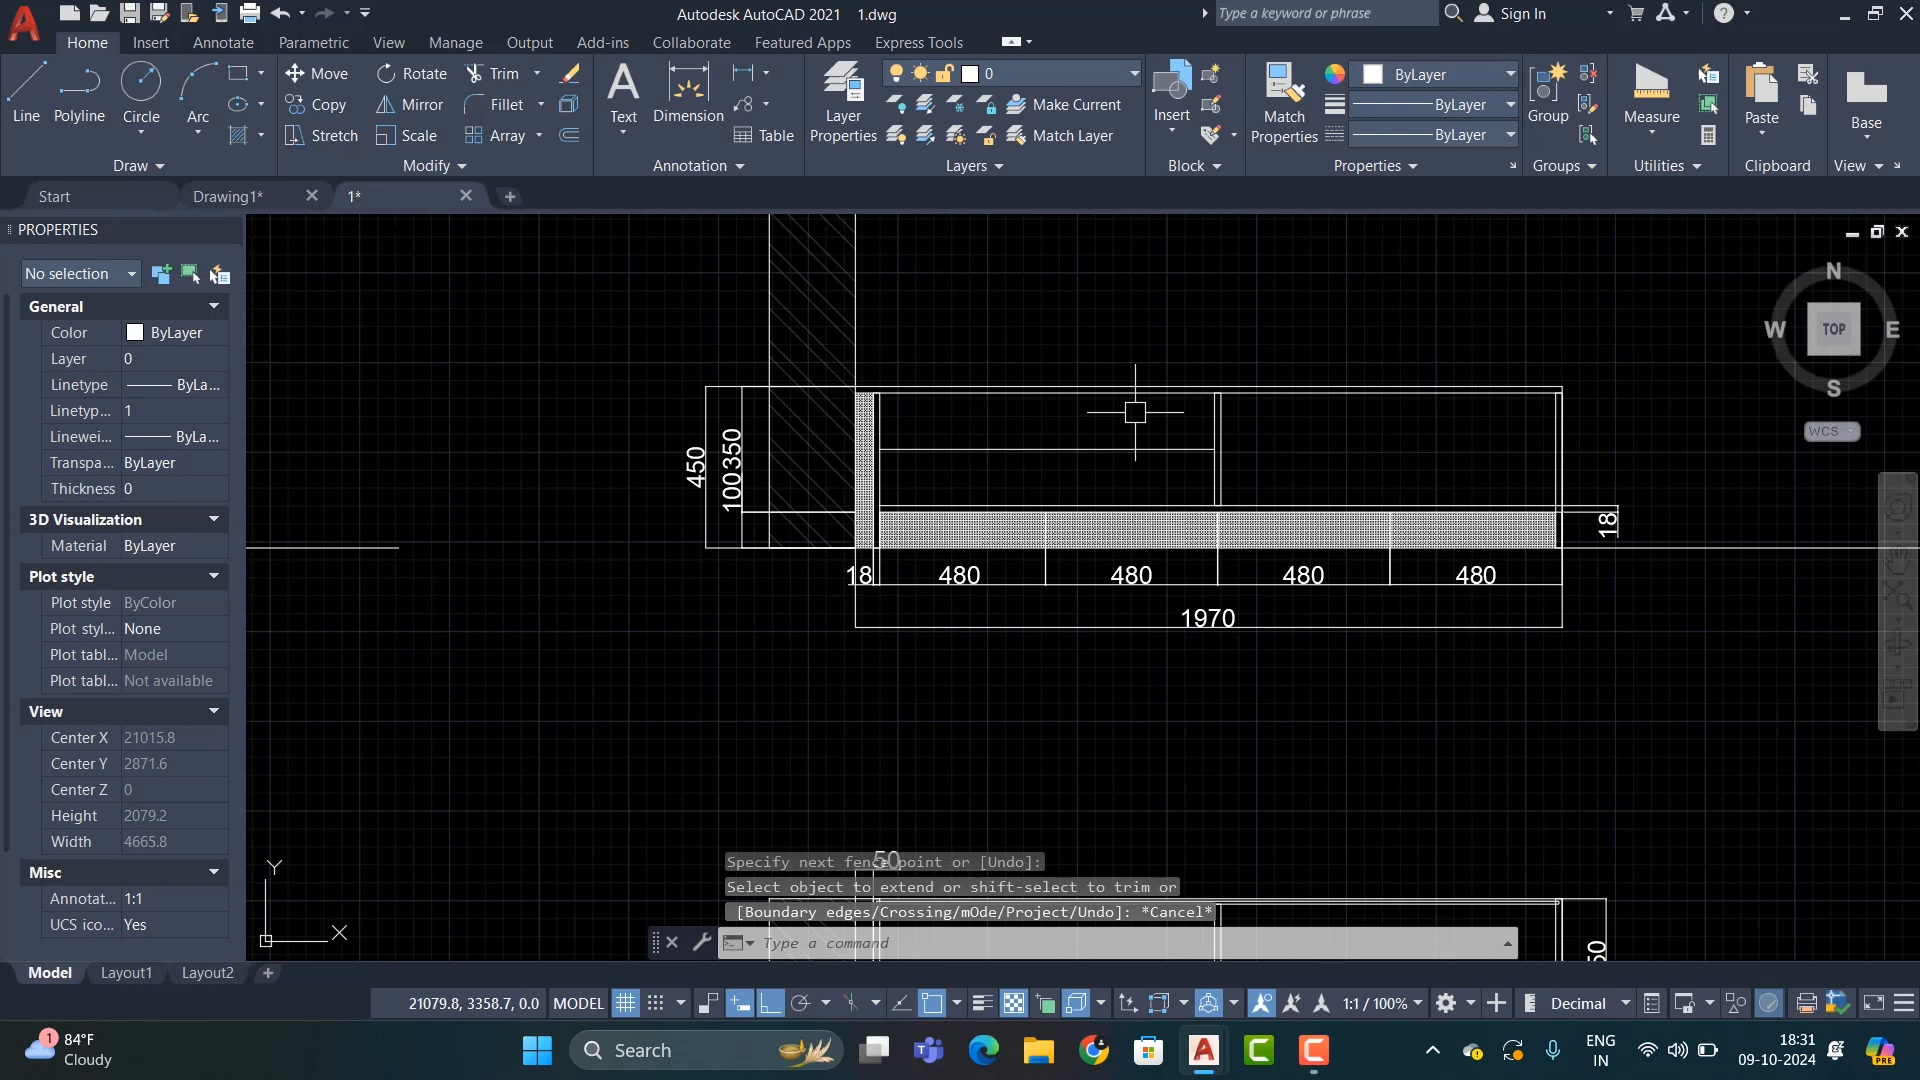 Autodesk AutoCAD 2021 1.dwg
Type a keyword or phrase
Sign In
Home Insert Annotate Parametric View Manage Output Add-ins Collaborate Featured Apps Express Tools
Line Polyline Circle Arc
Move Rotate Trim
Copy Mirror Fillet
Stretch Scale Array
Text Dimension Table
Layer Properties
0
Make Current
Match Layer
Insert
Match Properties
ByLayer
ByLayer
ByLayer
Group
Measure
Paste
Base
Draw Modify Annotation Layers Block Properties Groups Utilities Clipboard View
Start Drawing1* 1*
PROPERTIES
No selection
General
Color ByLayer
Layer 0
Linetype ByLa...
Linetyp... 1
Linewei... ByLa...
Transpa... ByLayer
Thickness 0
3D Visualization
Material ByLayer
Plot style
Plot style ByColor
Plot styl... None
Plot tabl... Model
Plot tabl... Not available
View
Center X 21015.8
Center Y 2871.6
Center Z 0
Height 2079.2
Width 4665.8
Misc
Annotat... 1:1
UCS ico... Yes
N
W TOP E
S
WCS
450
350
100
18
18 480 480 480 480
1970
50
50
Y
X
Specify next fence point or [Undo]:
Select object to extend or shift-select to trim or
[Boundary edges/Crossing/mOde/Project/Undo]: *Cancel*
Type a command
Model Layout1 Layout2
21079.8, 3358.7, 0.0 MODEL 1:1 / 100% Decimal
1
84°F
Cloudy
Search
ENG
IN
18:31
09-10-2024
PRE